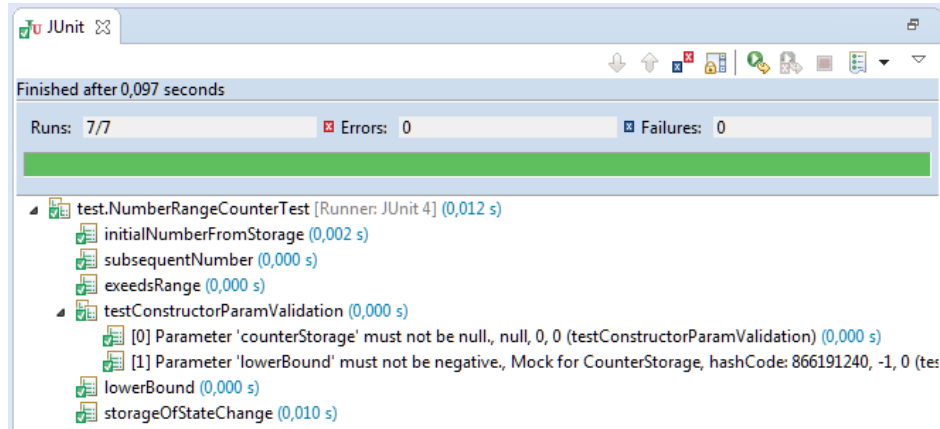 JUnit
Finished after 0,097 seconds
Runs: 7/7 Errors: 0 Failures: 0
test.NumberRangeCounterTest [Runner: JUnit 4] (0,012 s)
initialNumberFromStorage (0,002 s)
subsequentNumber (0,000 s)
exeedsRange (0,000 s)
testConstructorParamValidation (0,000 s)
[0] Parameter 'counterStorage' must not be null., null, 0, 0 (testConstructorParamValidation) (0,000 s)
[1] Parameter 'lowerBound' must not be negative., Mock for CounterStorage, hashCode: 866191240, -1, 0 (tes
lowerBound (0,000 s)
storageOfStateChange (0,010 s)